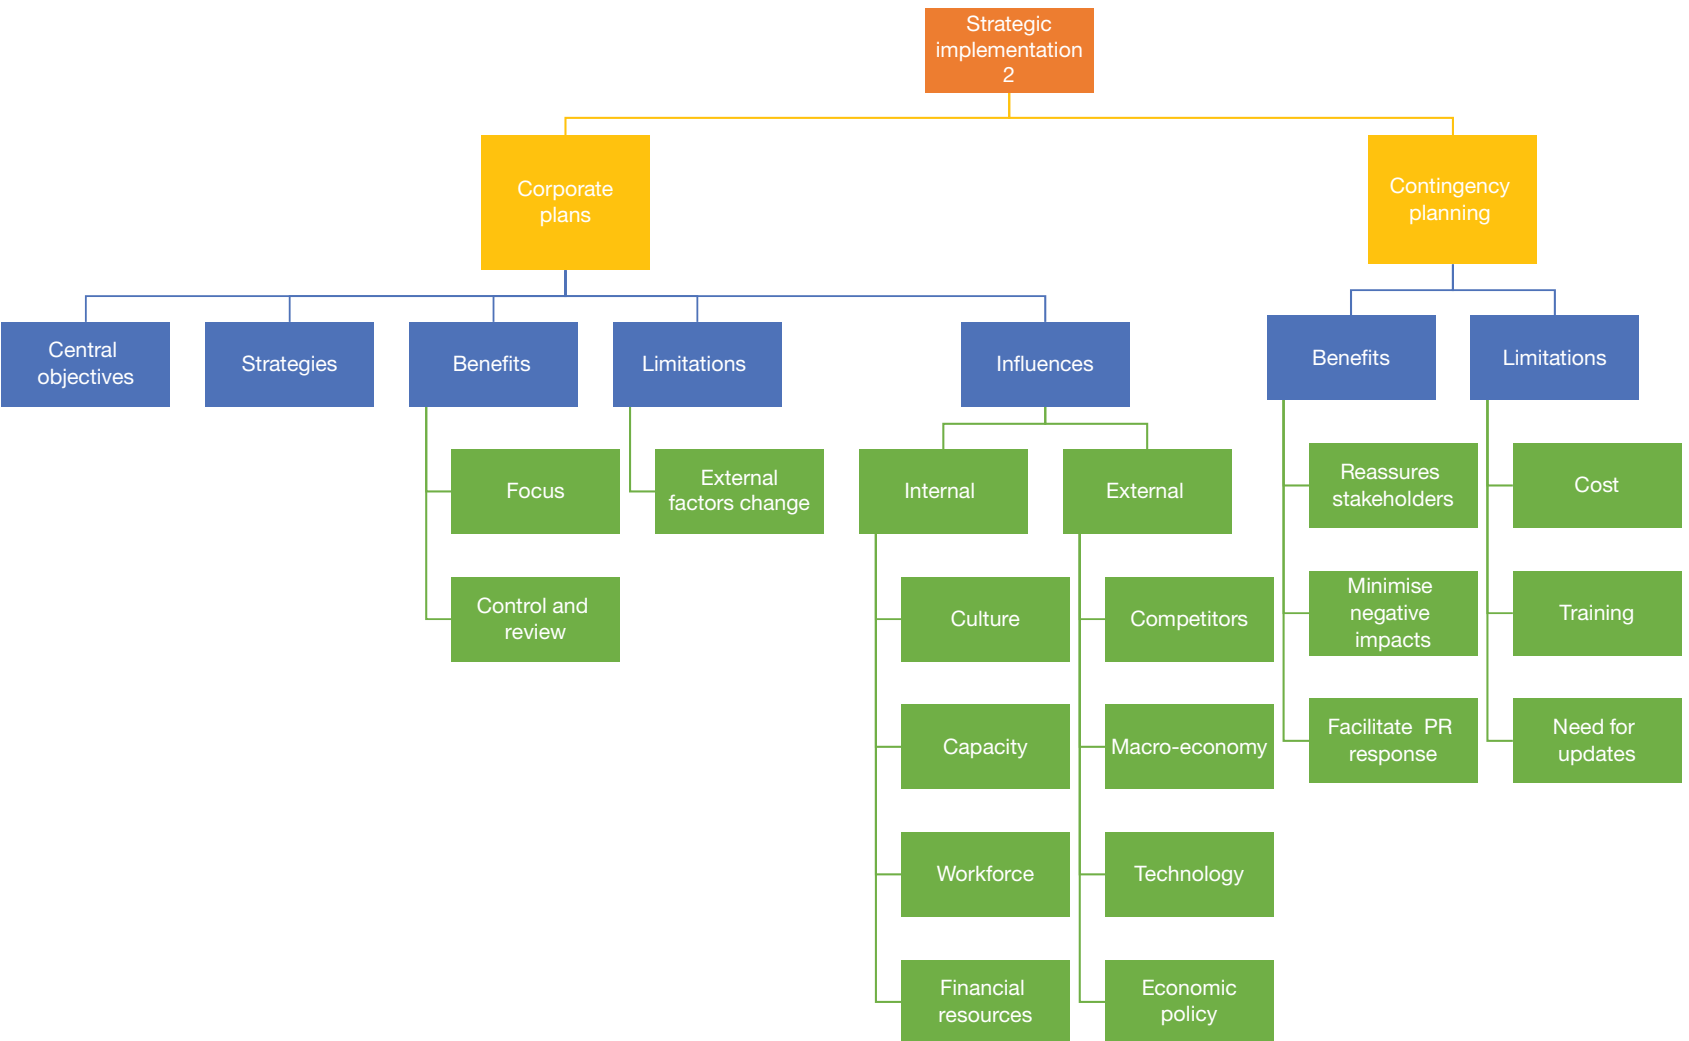 Strategic
implementation
2
Corporate
plans
Contingency
planning
Central
objectives
Strategies
Benefits
Limitations
Influences
Benefits
Limitations
Focus
External
factors change
Internal
External
Reassures
stakeholders
Cost
Control and
review
Culture
Competitors
Minimise
negative
impacts
Training
Capacity
Macro-economy
Facilitate PR
response
Need for
updates
Workforce
Technology
Financial
resources
Economic
policy